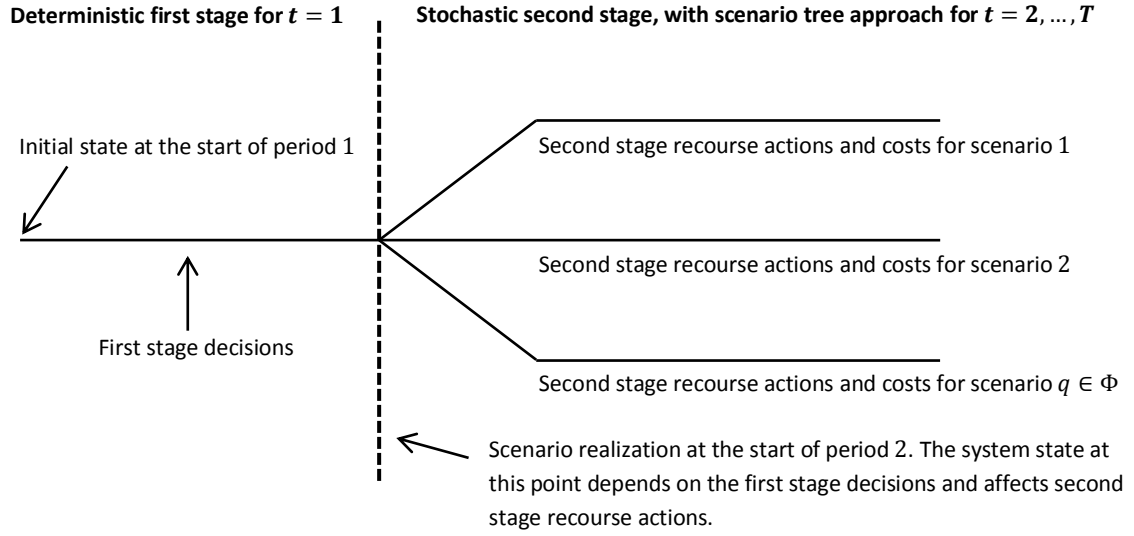 Deterministic first stage for t = 1
Stochastic second stage, with scenario tree approach for t = 2, … , T
Initial state at the start of period 1
Second stage recourse actions and costs for scenario 1
Second stage recourse actions and costs for scenario 2
First stage decisions
Second stage recourse actions and costs for scenario q ∈ Φ
Scenario realization at the start of period 2. The system state at
this point depends on the first stage decisions and affects second
stage recourse actions.